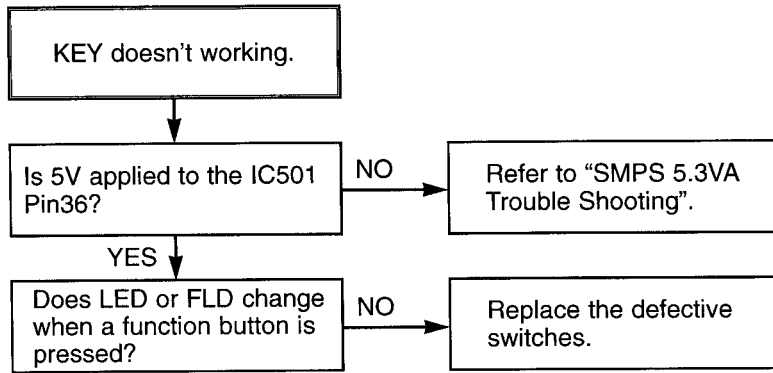 KEY doesn't working.
Is 5V applied to the IC501
Pin36?
NO
Refer to “SMPS 5.3VA
Trouble Shooting”.
YES
Does LED or FLD change
when a function button is
pressed?
NO
Replace the defective
switches.